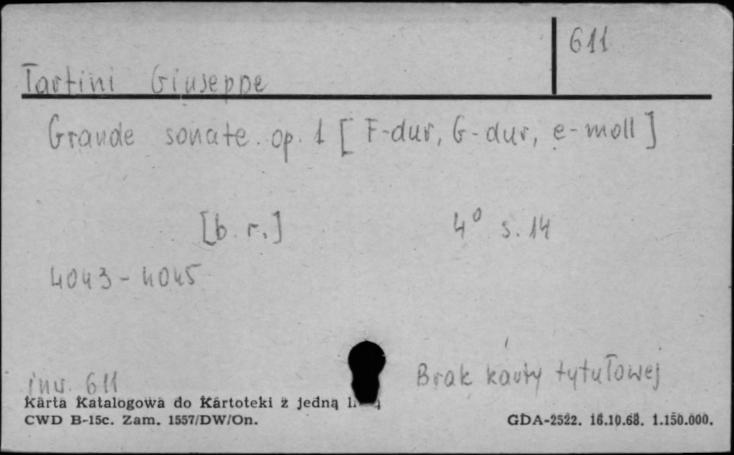 611
Tartini Giuseppe
Grande sonate. op. 1 [F-dur, G-dur, e-moll]
[b. r.] 4° s. 14
4043-4045
inw. 611 Brak karty tytułowej
Karta Katalogowa do Kartoteki z jedną
CWD B-15c. Zam. 1557/DW/On. GDA-2522. 16.10.68. 1.150.000.